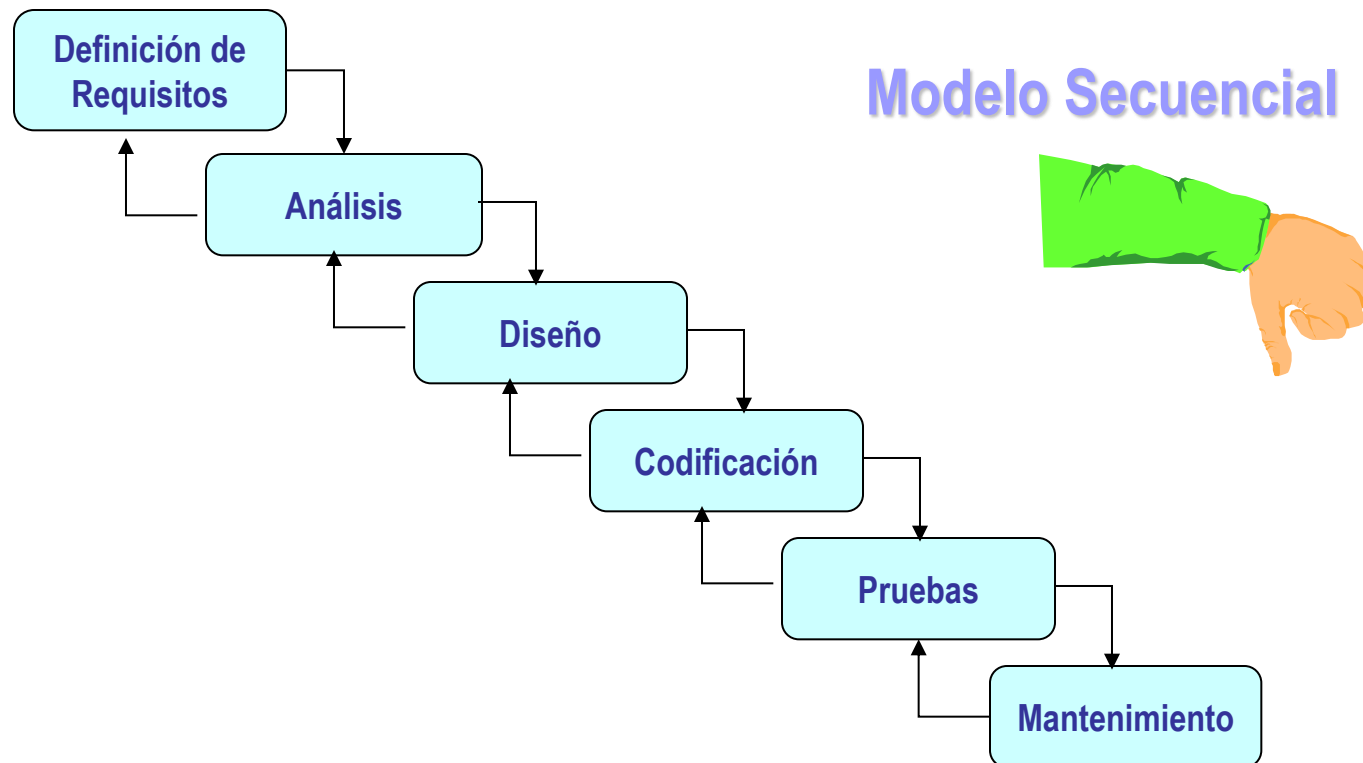 Definición de
Requisitos
Modelo Secuencial
Análisis
Diseño
Codificación
Pruebas
Mantenimiento